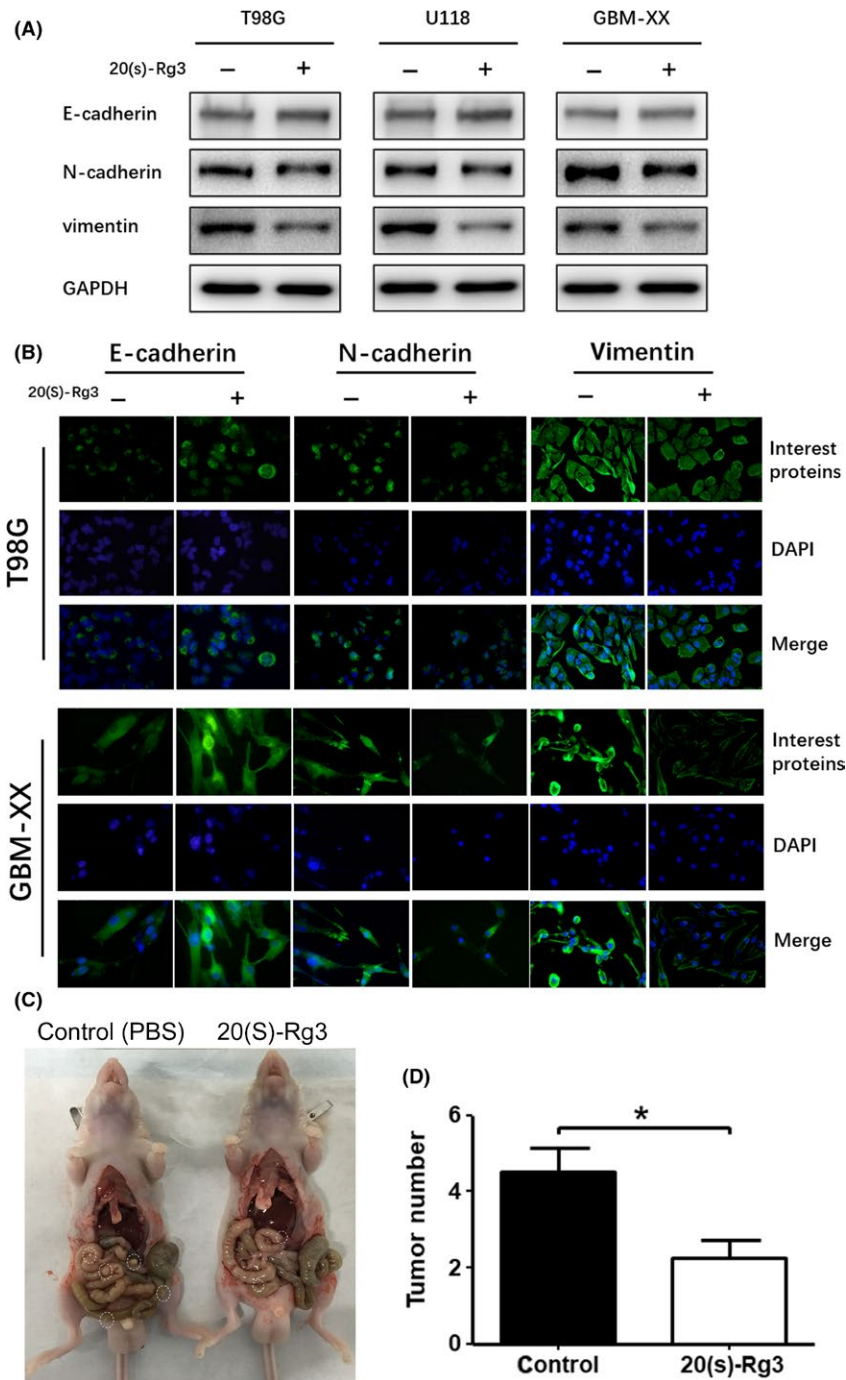 (A)
T98G U118 GBM-XX
20(s)-Rg3 – + – + – +
E-cadherin
N-cadherin
vimentin
GAPDH
(B)
E-cadherin N-cadherin Vimentin
20(S)-Rg3 – + – + – +
T98G
Interest
proteins
DAPI
Merge
GBM-XX
Interest
proteins
DAPI
Merge
(C)
Control (PBS) 20(S)-Rg3
(D)
*
Tumor number
6
4
2
0
Control 20(s)-Rg3